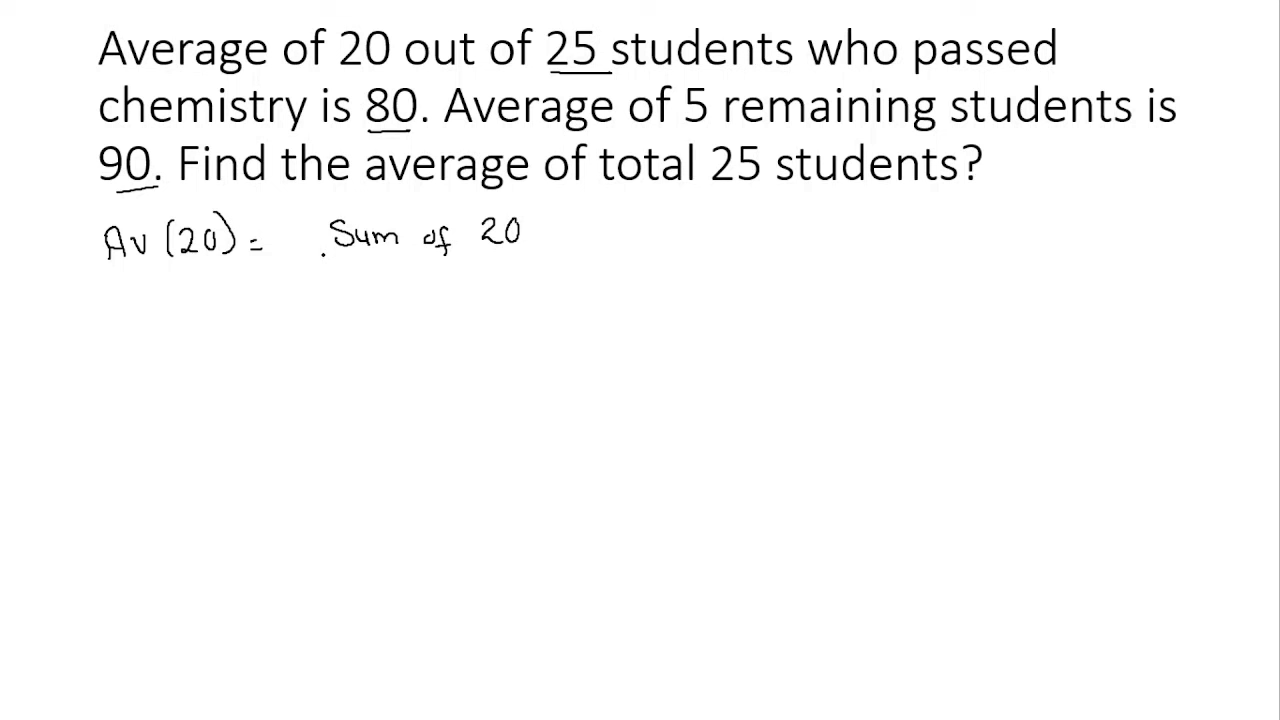 Average of 20 out of 25 students who passed
chemistry is 80. Average of 5 remaining students is
90. Find the average of total 25 students?
Av (20) = Sum of 20